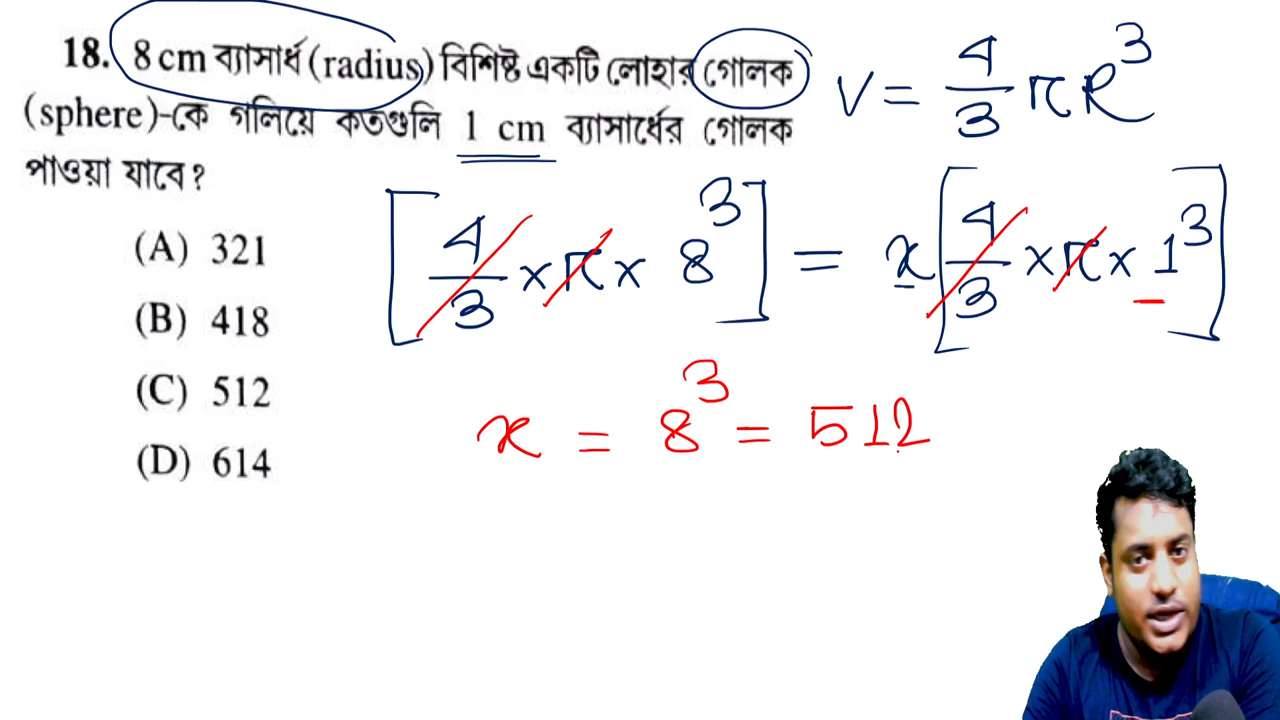 18. 8 cm ব্যাসার্ধ (radius) বিশিষ্ট একটি লোহার গোলক
(sphere)-কে গলিয়ে কতগুলি 1 cm ব্যাসার্ধের গোলক
পাওয়া যাবে?
V = 4/3 π R³
[4/3 × π × 8³] = x [4/3 × π × 1³]
(A) 321
(B) 418
(C) 512
(D) 614
x = 8³ = 512